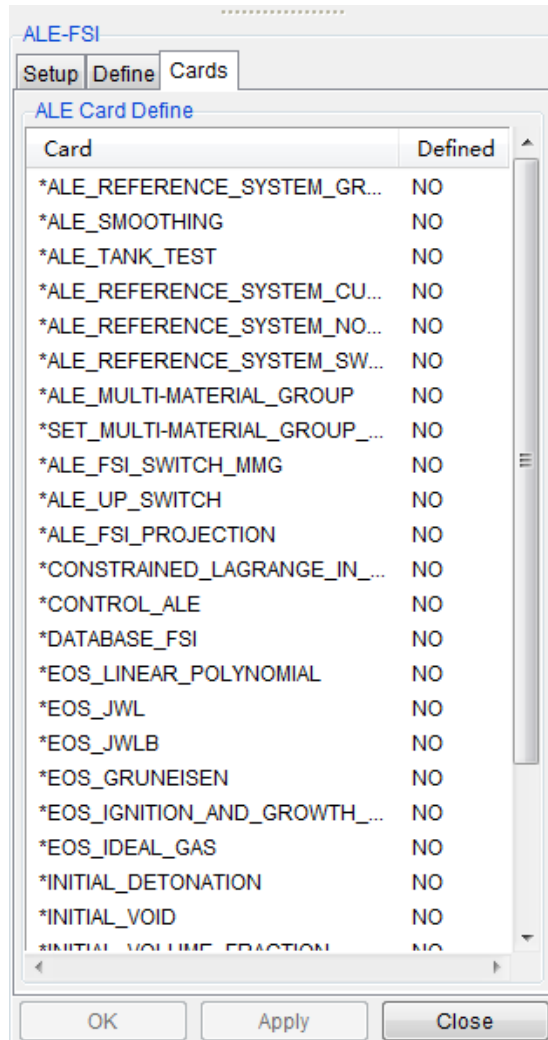 ALE-FSI
Setup Define Cards
ALE Card Define
Card Defined
*ALE_REFERENCE_SYSTEM_GR... NO
*ALE_SMOOTHING NO
*ALE_TANK_TEST NO
*ALE_REFERENCE_SYSTEM_CU... NO
*ALE_REFERENCE_SYSTEM_NO... NO
*ALE_REFERENCE_SYSTEM_SW... NO
*ALE_MULTI-MATERIAL_GROUP NO
*SET_MULTI-MATERIAL_GROUP_... NO
*ALE_FSI_SWITCH_MMG NO
*ALE_UP_SWITCH NO
*ALE_FSI_PROJECTION NO
*CONSTRAINED_LAGRANGE_IN_... NO
*CONTROL_ALE NO
*DATABASE_FSI NO
*EOS_LINEAR_POLYNOMIAL NO
*EOS_JWL NO
*EOS_JWLB NO
*EOS_GRUNEISEN NO
*EOS_IGNITION_AND_GROWTH_... NO
*EOS_IDEAL_GAS NO
*INITIAL_DETONATION NO
*INITIAL_VOID NO
*INITIAL_VOLUME_FRACTION NO
OK Apply Close